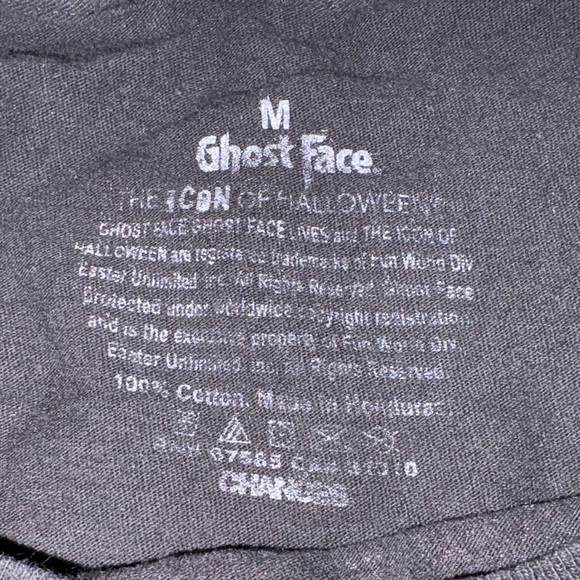 M
Ghost Face.
THE ICON OF HALLOWEEN
GHOST FACE GHOST FACE LIVES and THE ICON OF
HALLOWEEN are registered trademarks of Fun World Div
Easter Unlimited Inc. All Rights Reserved Ghost Face
protected under worldwide copyright registration
and is the exclusive property of Fun World Div
Easter Unlimited Inc. All Rights Reserved.
100% Cotton. Made in Honduras.
CHANGES